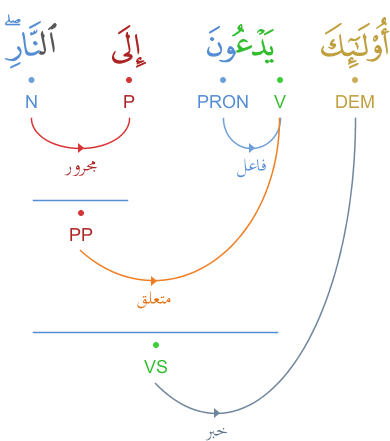 أُو۟لَـٰٓئِكَ يَدْعُونَ إِلَى ٱلنَّارِ ۖ
DEM V PRON P N
مجرور فاعل
PP
متعلق
VS
خبر